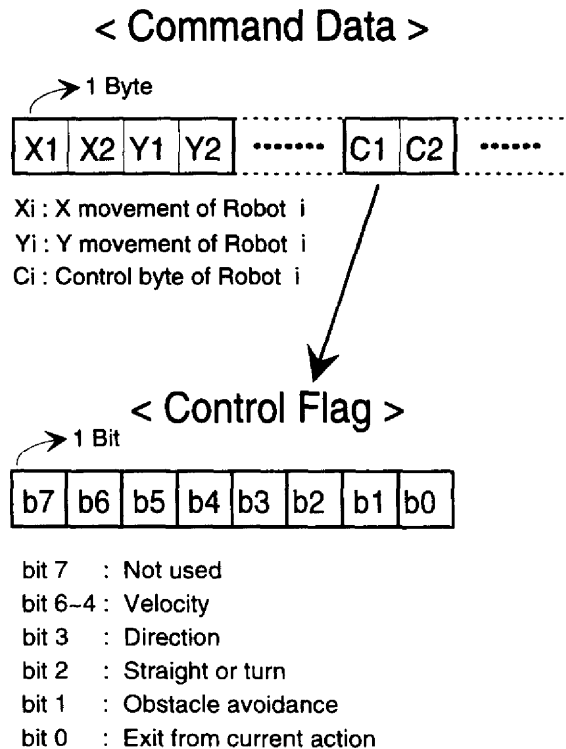 < Command Data >
1 Byte
X1 X2 Y1 Y2 ······· C1 C2 ······
Xi : X movement of Robot i
Yi : Y movement of Robot i
Ci : Control byte of Robot i
< Control Flag >
1 Bit
b7 b6 b5 b4 b3 b2 b1 b0
bit 7 : Not used
bit 6~4 : Velocity
bit 3 : Direction
bit 2 : Straight or turn
bit 1 : Obstacle avoidance
bit 0 : Exit from current action